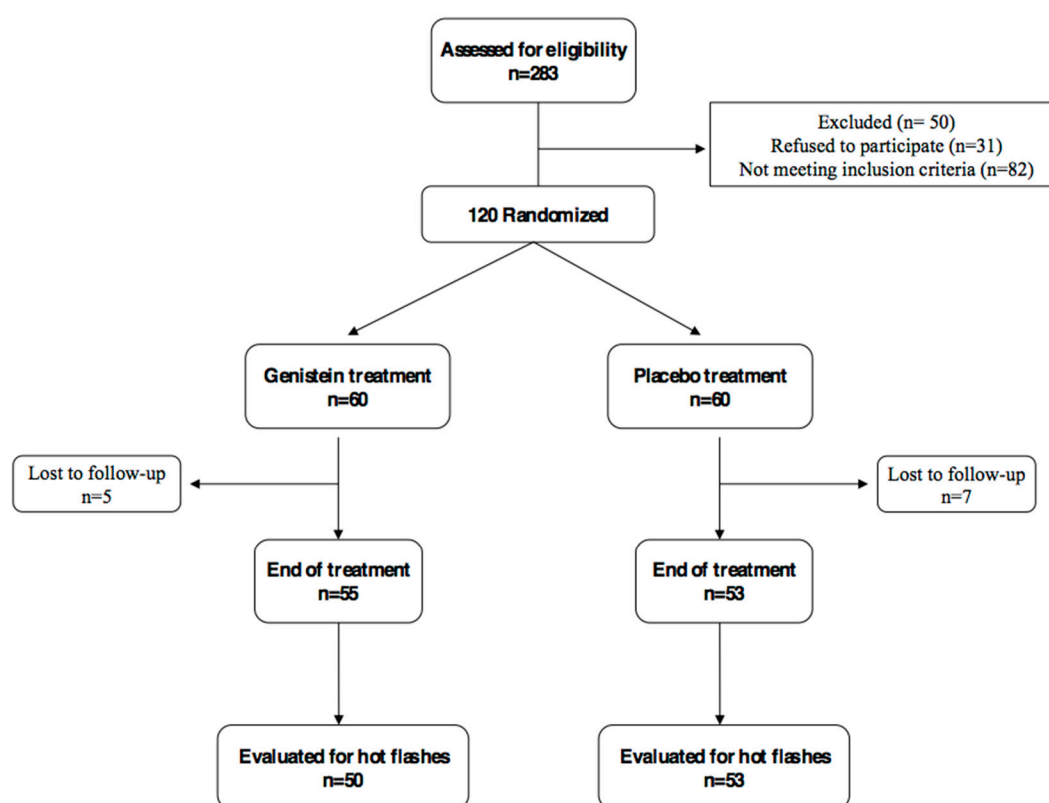 Assessed for eligibility
n=283
Excluded (n= 50)
Refused to participate (n=31)
Not meeting inclusion criteria (n=82)
120 Randomized
Genistein treatment
n=60
Placebo treatment
n=60
Lost to follow-up
n=5
Lost to follow-up
n=7
End of treatment
n=55
End of treatment
n=53
Evaluated for hot flashes
n=50
Evaluated for hot flashes
n=53